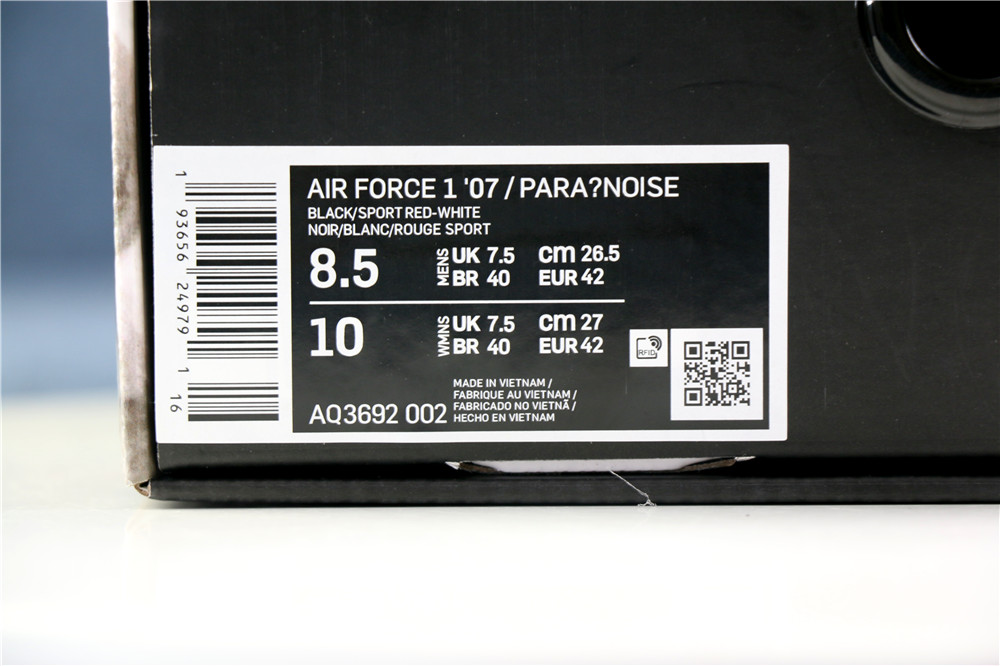 1 93656 24979 1
16
AIR FORCE 1 '07 / PARA?NOISE
BLACK/SPORT RED-WHITE
NOIR/BLANC/ROUGE SPORT
8.5 MENS UK 7.5 cm 26.5
BR 40 EUR 42
10 WMNS UK 7.5 cm 27
BR 40 EUR 42
RFID
MADE IN VIETNAM /
FABRIQUE AU VIETNAM /
AQ3692 002 FABRICADO NO VIETNÃ /
HECHO EN VIETNAM